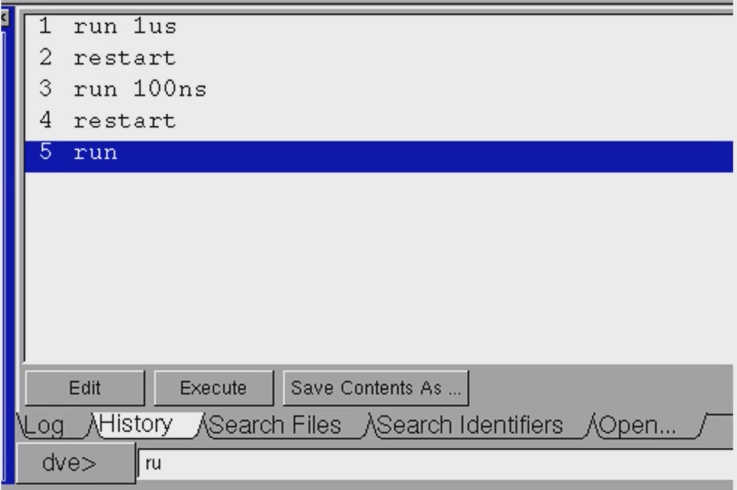 1 run 1us
2 restart
3 run 100ns
4 restart
5 run
Edit Execute Save Contents As ...
Log History Search Files Search Identifiers Open...
dve> ru